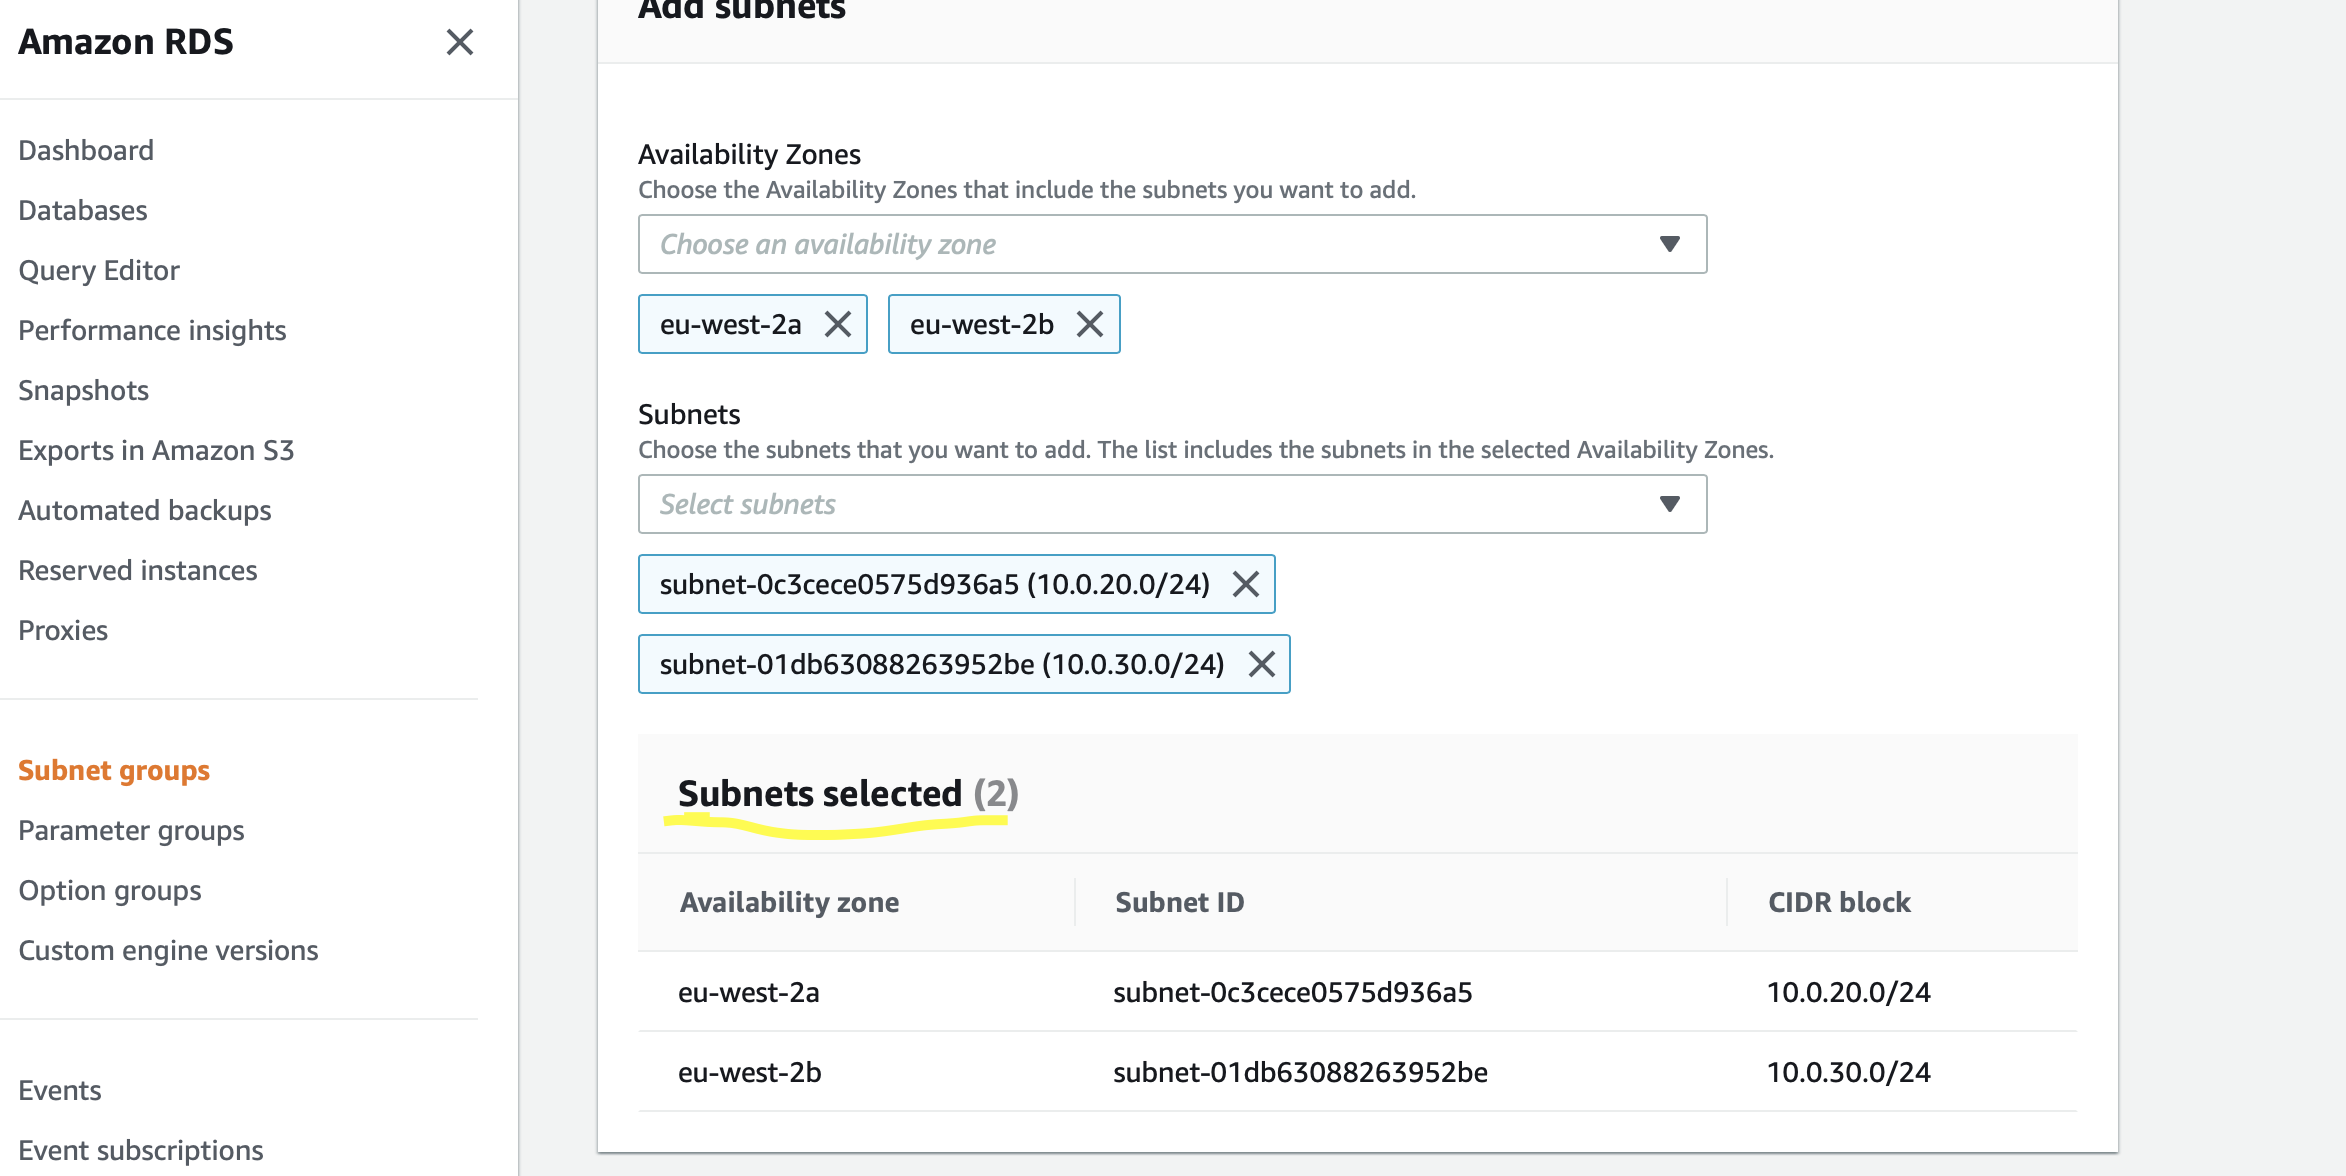 Amazon RDS
Dashboard
Databases
Query Editor
Performance insights
Snapshots
Exports in Amazon S3
Automated backups
Reserved instances
Proxies
Subnet groups
Parameter groups
Option groups
Custom engine versions
Events
Event subscriptions
Add subnets
Availability Zones
Choose the Availability Zones that include the subnets you want to add.
Choose an availability zone
eu-west-2a eu-west-2b
Subnets
Choose the subnets that you want to add. The list includes the subnets in the selected Availability Zones.
Select subnets
subnet-0c3cece0575d936a5 (10.0.20.0/24)
subnet-01db63088263952be (10.0.30.0/24)
Subnets selected (2)
Availability zone Subnet ID CIDR block
eu-west-2a subnet-0c3cece0575d936a5 10.0.20.0/24
eu-west-2b subnet-01db63088263952be 10.0.30.0/24